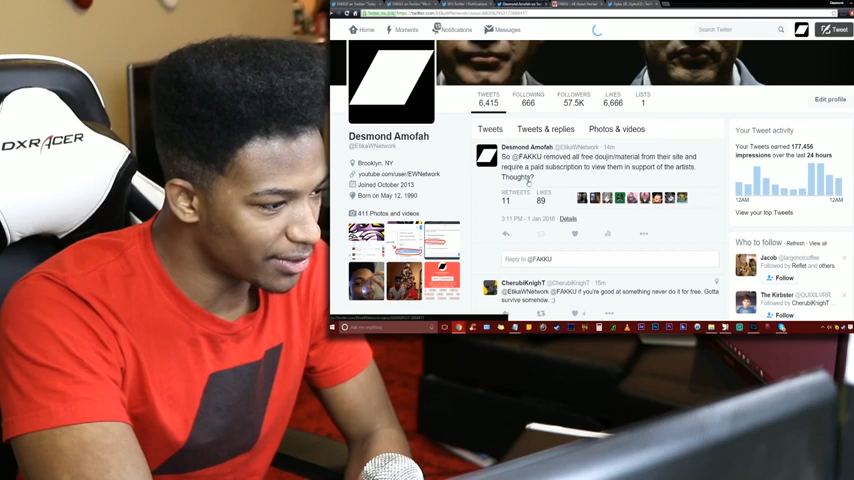 Home
Moments
Notifications
Messages
Search Twitter
Tweet
TWEETS
6,415
FOLLOWING
666
FOLLOWERS
57.5K
LIKES
6,666
LISTS
1
Edit profile
Tweets
Tweets & replies
Photos & videos
Desmond Amofah
@EtikaWNetwork
Brooklyn, NY
youtube.com/user/EWNetwork
Joined October 2013
Born on May 12, 1990
411 Photos and videos
Desmond Amofah @EtikaWNetwork · 14m
So @FAKKU removed all free doujin/material from their site and
require a paid subscription to view them in support of the artists.
Thoughts?
RETWEETS
11
LIKES
89
3:11 PM - 1 Jan 2016 · Details
Reply to @FAKKU
CherubiKnighT @CherubiKnighT · 15m
@EtikaWNetwork @FAKKU if you're good at something never do it for free. Gotta
survive somehow. ;)
Your Tweet activity
Your Tweets earned 177,456
impressions over the last 24 hours
View your top Tweets
Who to follow · Refresh · View all
Jacob @largemotcoffee
Followed by Reflet and others
Follow
The Kirbster @QUIXILVRR
Followed by CherubiKnighT
Follow
Ask me anything
DXRACER